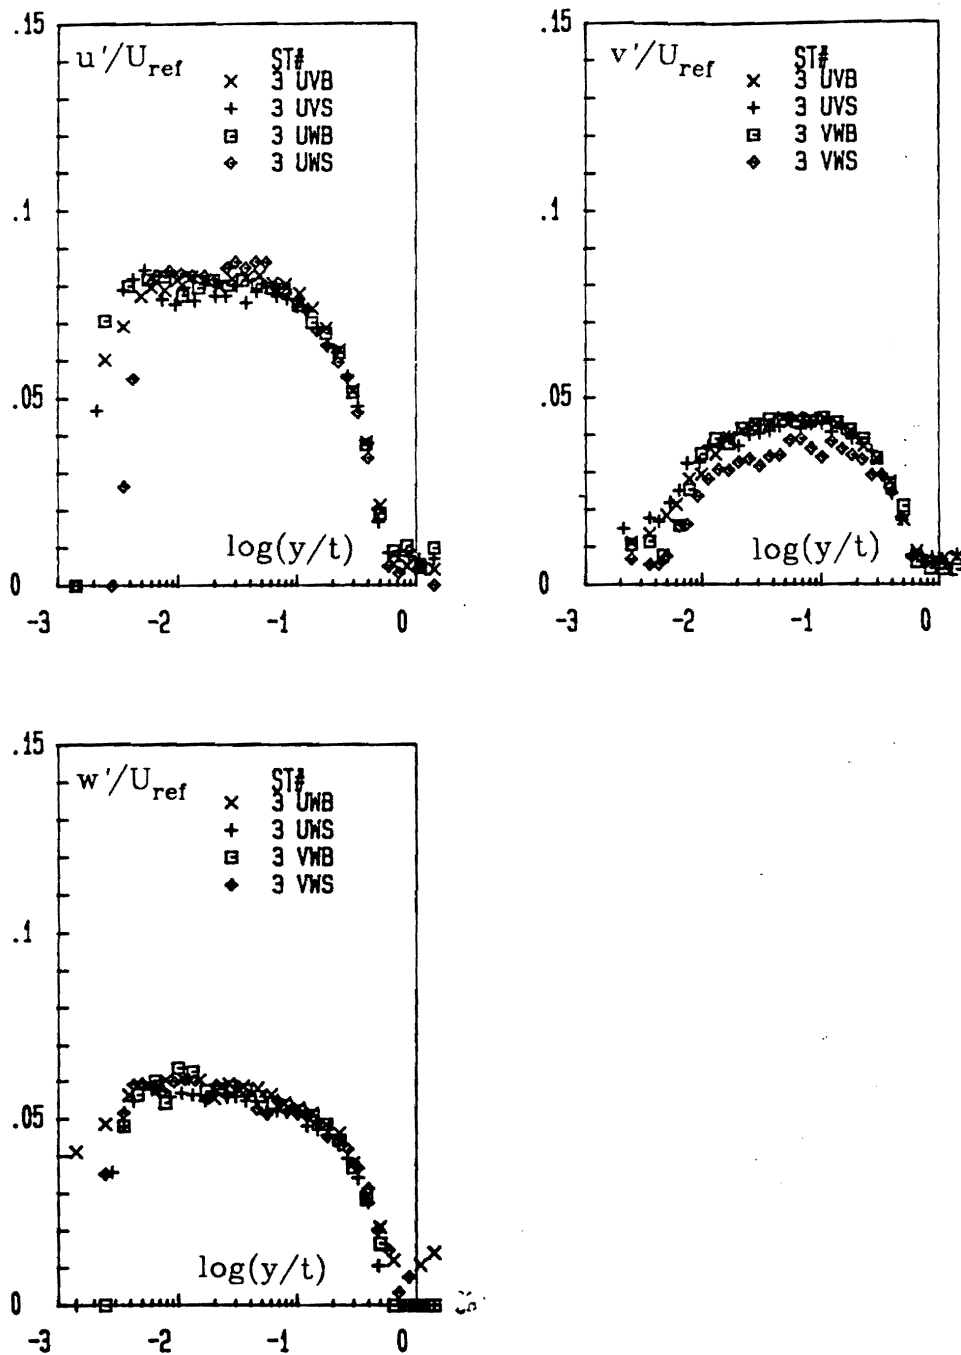 .15
u'/U_ref
ST#
× 3 UVB
+ 3 UVS
3 UWB
3 UWS
.1
.05
log(y/t)
0
-3 -2 -1 0
.15
v'/U_ref
ST#
× 3 UVB
+ 3 UVS
3 VWB
3 VWS
.1
.05
log(y/t)
0
-3 -2 -1 0
.15
w'/U_ref
ST#
× 3 UWB
+ 3 UWS
3 VWB
3 VWS
.1
.05
log(y/t)
0
-3 -2 -1 0